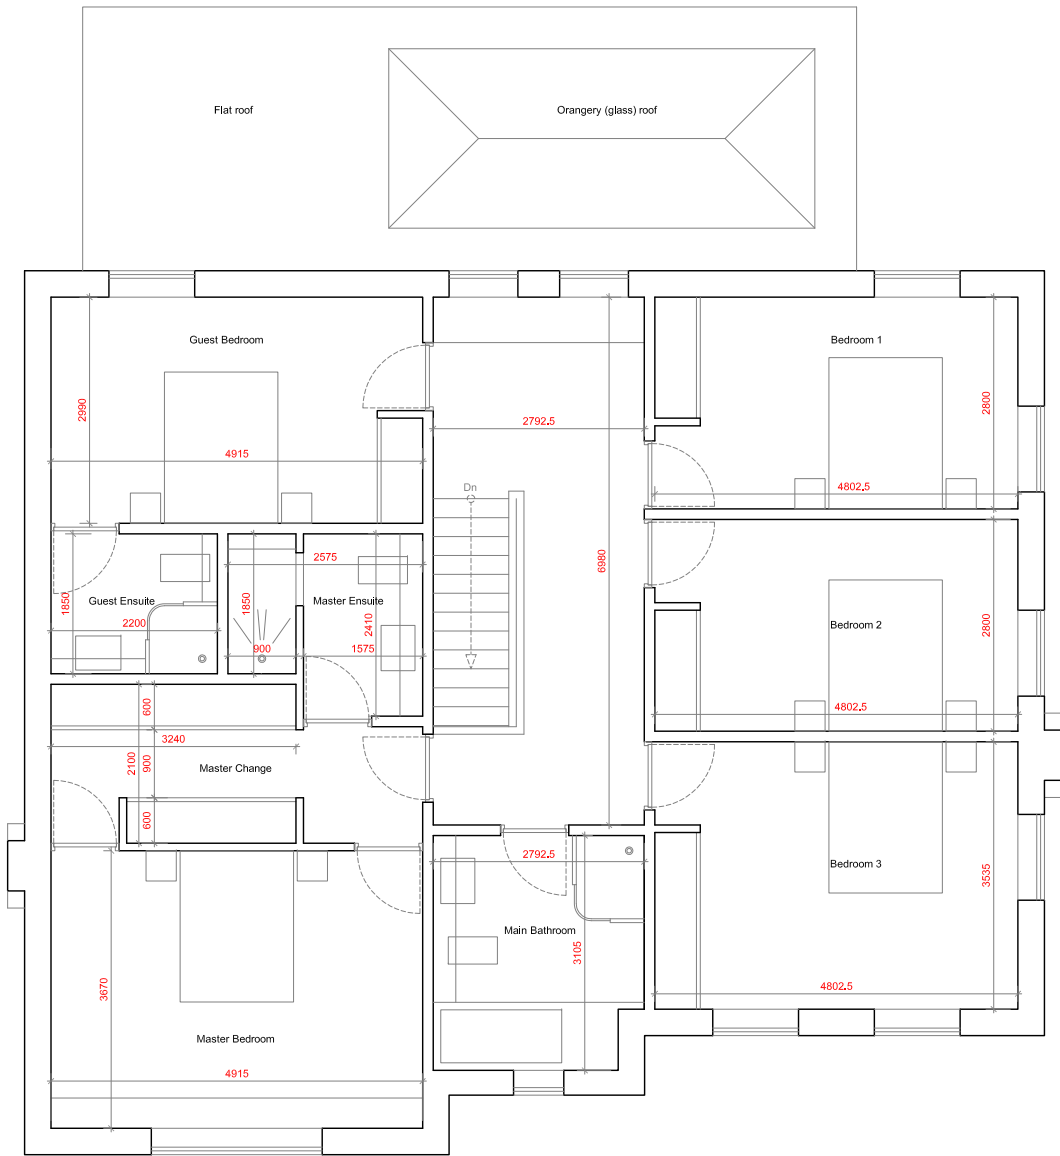 Flat roof
Orangery (glass) roof
Guest Bedroom
Bedroom 1
2990
2800
2792.5
4915
4802.5
Dn
6980
2575
Guest Ensuite
1850
2200
1850
Master Ensuite
2410
900
1575
Bedroom 2
2800
4802.5
600
3240
2100
900
Master Change
600
2792.5
Bedroom 3
3535
Main Bathroom
3105
3670
4802.5
Master Bedroom
4915